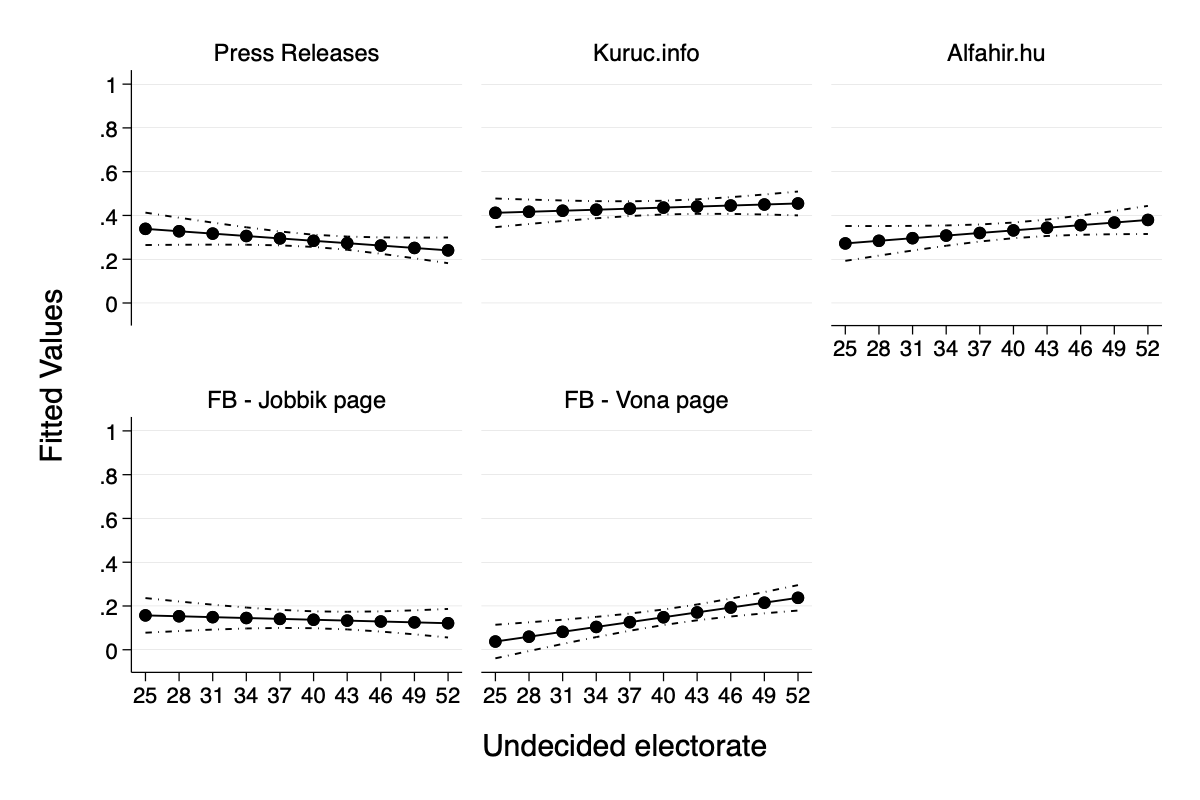 Press Releases
Kuruc.info
Alfahir.hu
1
.8
.6
.4
.2
0
25 28 31 34 37 40 43 46 49 52
Fitted Values
FB - Jobbik page
FB - Vona page
1
.8
.6
.4
.2
0
25 28 31 34 37 40 43 46 49 52
25 28 31 34 37 40 43 46 49 52
Undecided electorate